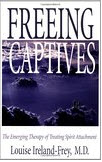 FREEING
CAPTIVES
The Emerging Therapy of Treating Spirit Attachment
Louise Ireland-Frey, M.D.